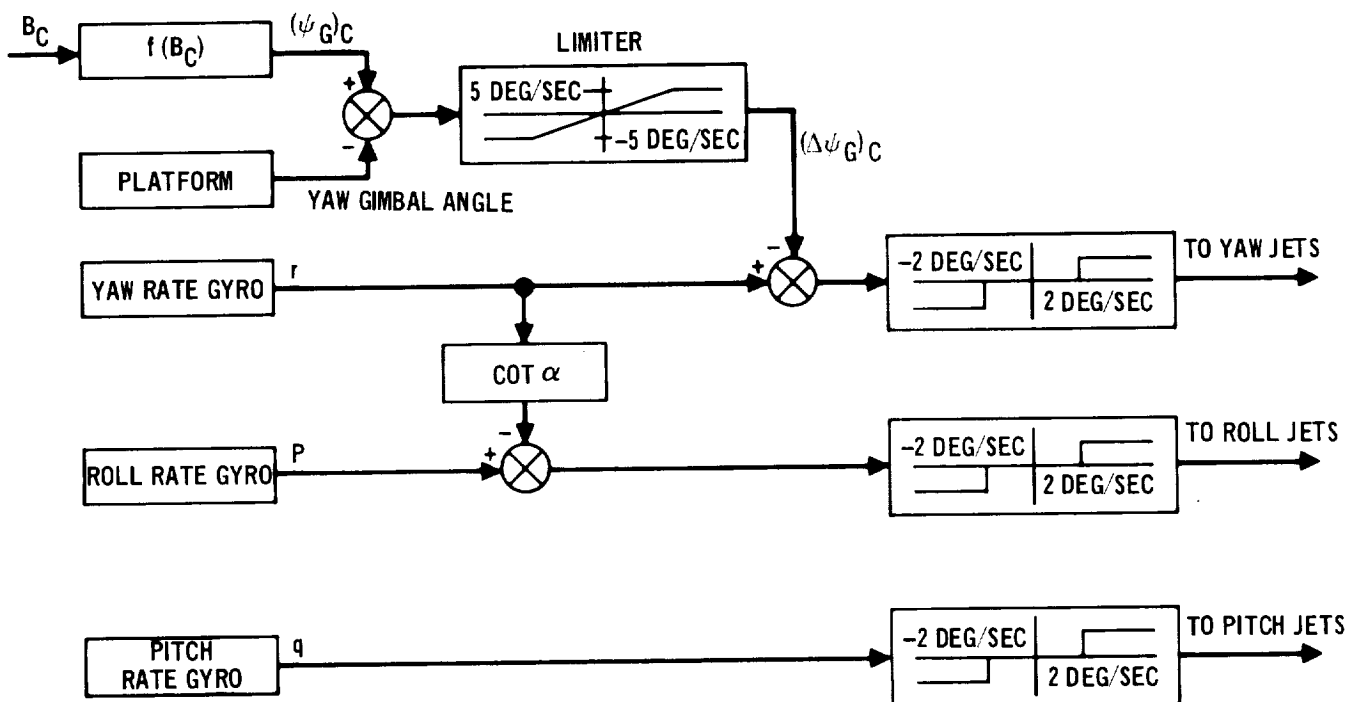 B_C
f (B_C)
(ψ_G)_C
LIMITER
5 DEG/SEC
-5 DEG/SEC
+
-
PLATFORM
YAW GIMBAL ANGLE
(Δψ_G)_C
YAW RATE GYRO
r
+
-
-2 DEG/SEC
2 DEG/SEC
TO YAW JETS
COT α
ROLL RATE GYRO
P
+
-
-2 DEG/SEC
2 DEG/SEC
TO ROLL JETS
PITCH
RATE GYRO
q
-2 DEG/SEC
2 DEG/SEC
TO PITCH JETS